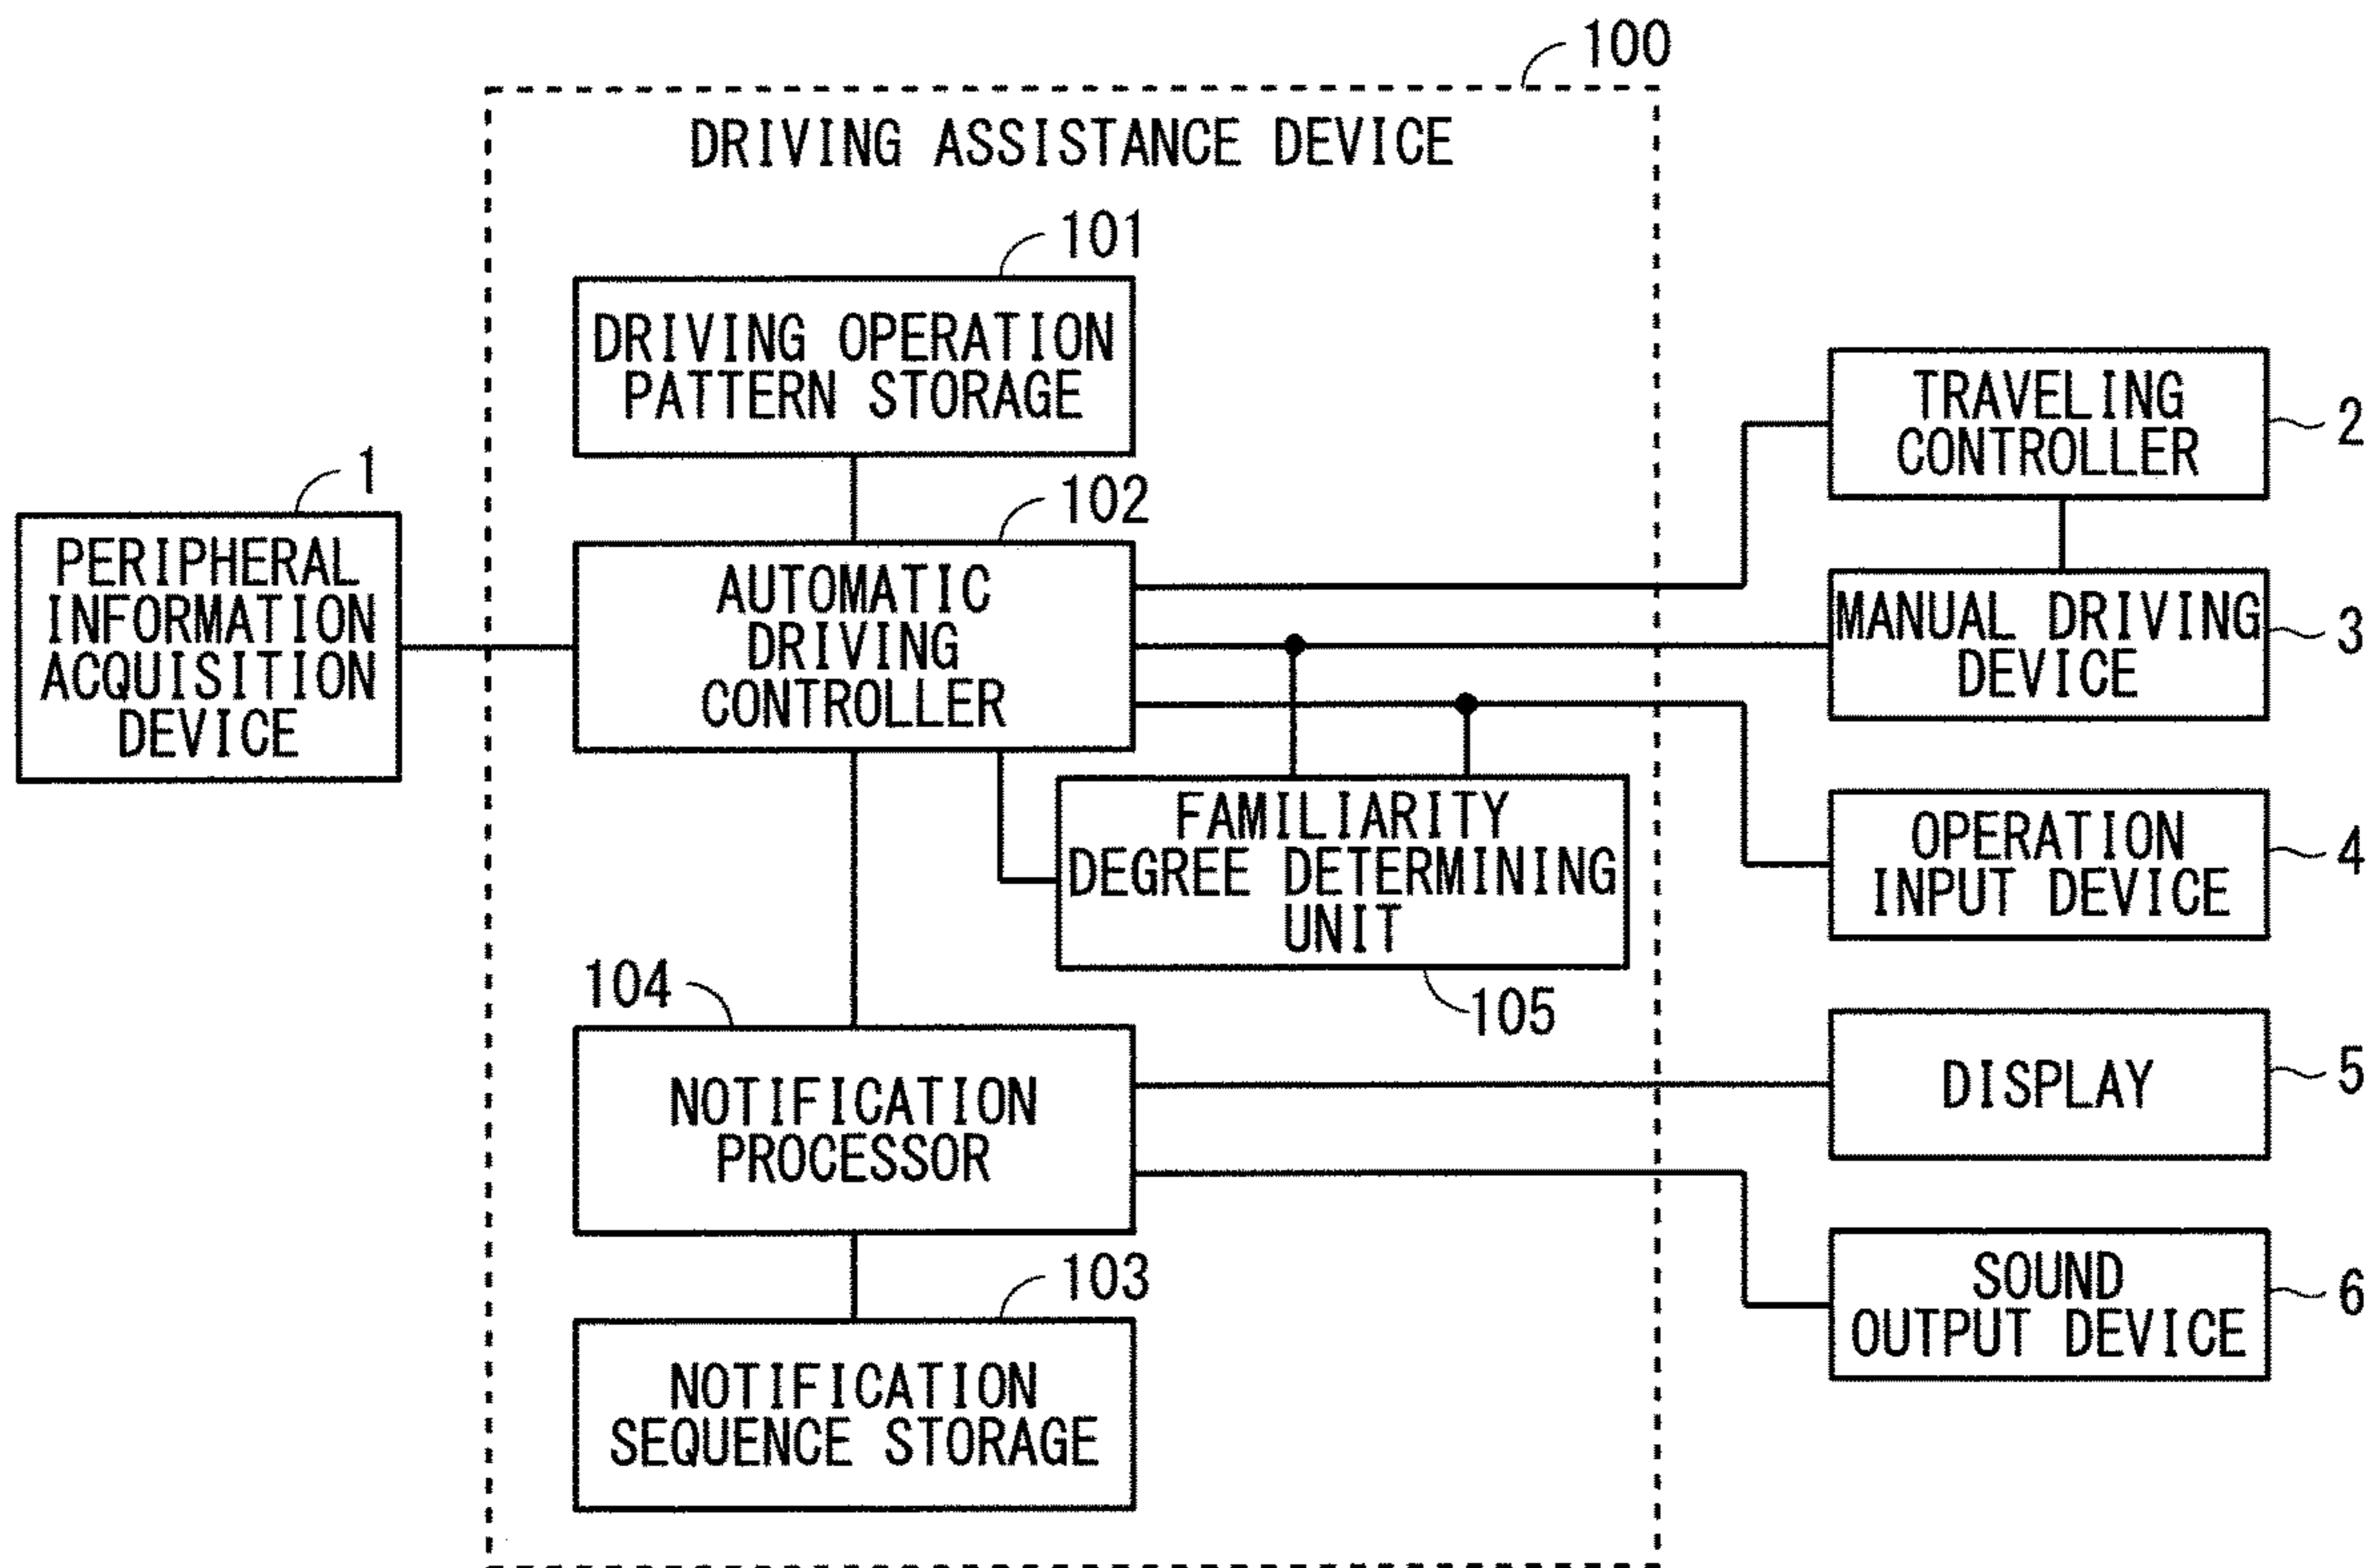 100
DRIVING ASSISTANCE DEVICE
101
DRIVING OPERATION
PATTERN STORAGE
1
PERIPHERAL
INFORMATION
ACQUISITION
DEVICE
102
AUTOMATIC
DRIVING
CONTROLLER
TRAVELING
CONTROLLER
2
MANUAL DRIVING
DEVICE
3
FAMILIARITY
DEGREE DETERMINING
UNIT
105
OPERATION
INPUT DEVICE
4
104
NOTIFICATION
PROCESSOR
DISPLAY
5
103
NOTIFICATION
SEQUENCE STORAGE
SOUND
OUTPUT DEVICE
6